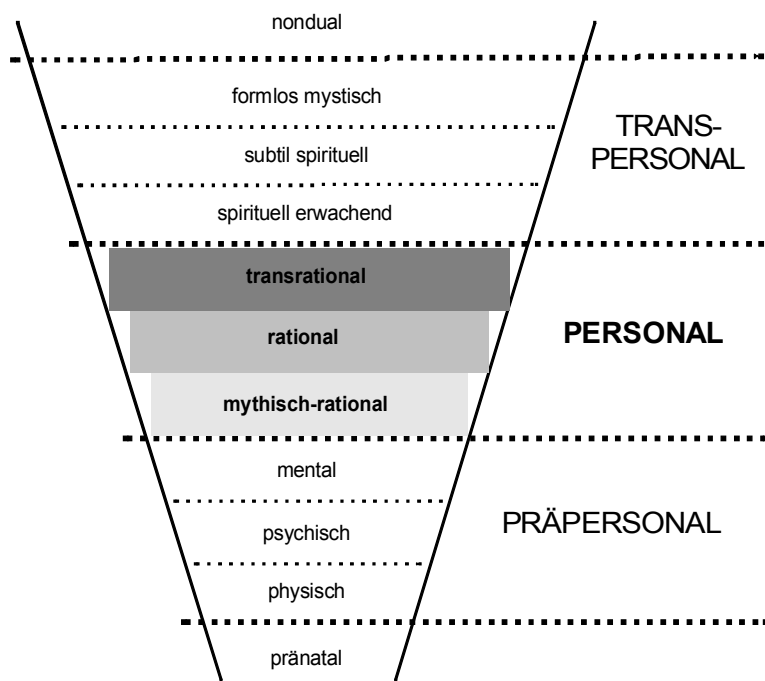 nondual
formlos mystisch
TRANS-
PERSONAL
subtil spirituell
spirituell erwachend
transrational
rational
PERSONAL
mythisch-rational
mental
PRÄPERSONAL
psychisch
physisch
pränatal